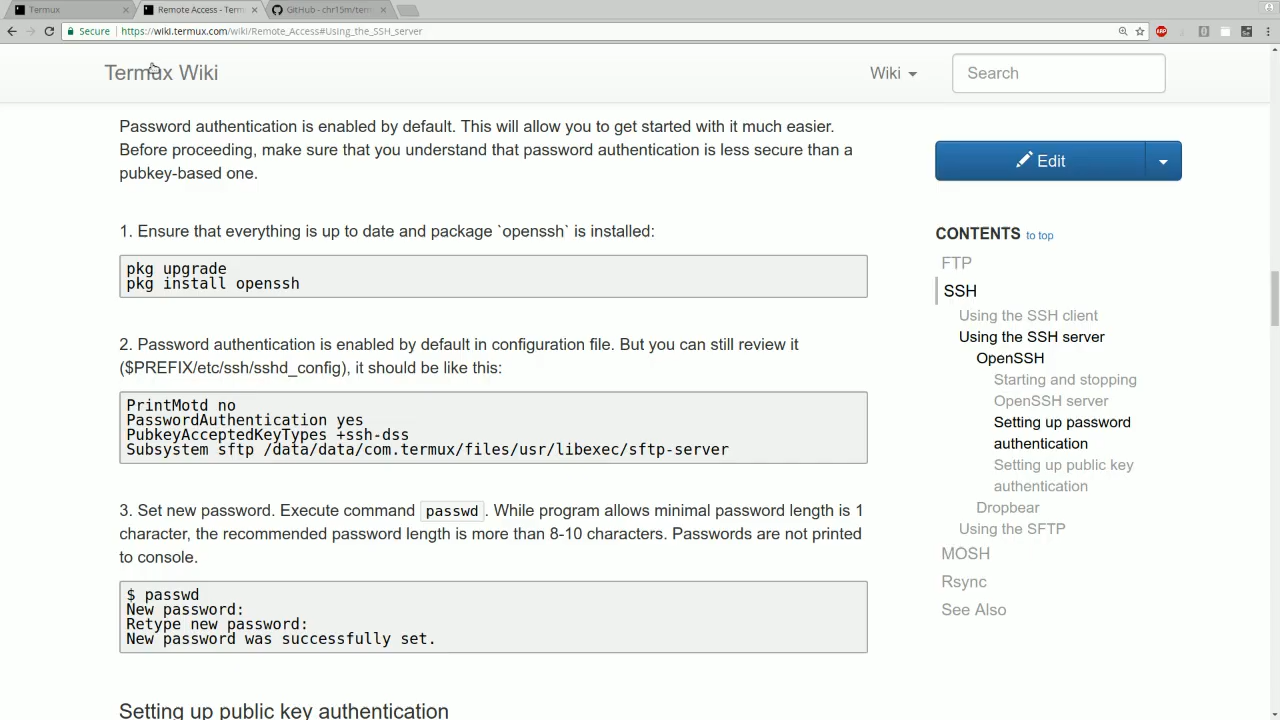 Termux
Remote Access - Term
GitHub - chr15m/term
Secure
https://wiki.termux.com/wiki/Remote_Access#Using_the_SSH_server
Termux Wiki
Wiki
Search
Password authentication is enabled by default. This will allow you to get started with it much easier.
Before proceeding, make sure that you understand that password authentication is less secure than a
pubkey-based one.
1. Ensure that everything is up to date and package `openssh` is installed:
pkg upgrade
pkg install openssh
2. Password authentication is enabled by default in configuration file. But you can still review it
($PREFIX/etc/ssh/sshd_config), it should be like this:
PrintMotd no
PasswordAuthentication yes
PubkeyAcceptedKeyTypes +ssh-dss
Subsystem sftp /data/data/com.termux/files/usr/libexec/sftp-server
3. Set new password. Execute command passwd. While program allows minimal password length is 1
character, the recommended password length is more than 8-10 characters. Passwords are not printed
to console.
$ passwd
New password:
Retype new password:
New password was successfully set.
Setting up public key authentication
Edit
CONTENTS to top
FTP
SSH
Using the SSH client
Using the SSH server
OpenSSH
Starting and stopping
OpenSSH server
Setting up password
authentication
Setting up public key
authentication
Dropbear
Using the SFTP
MOSH
Rsync
See Also